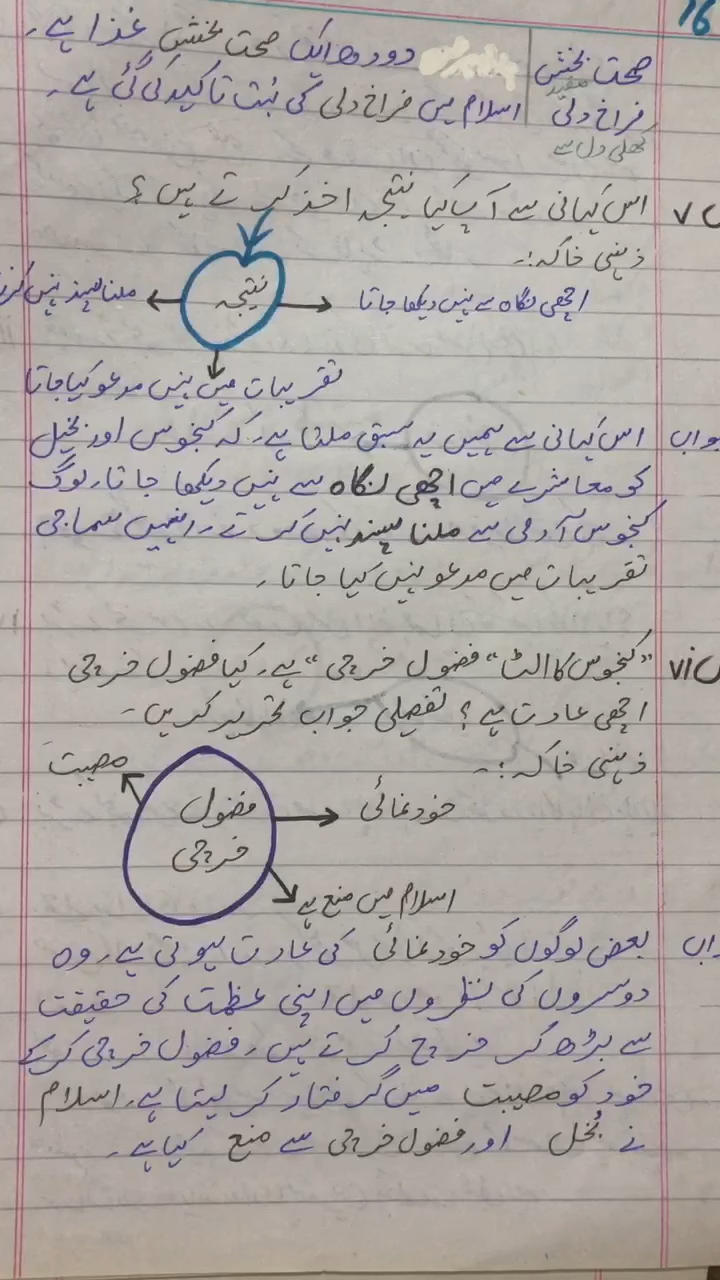 16
صحت بخش
دودھ ایک صحت بخش غذا ہے۔
مفید
فراخ دلی
اسلام میں فراخ دلی کی بہت تاکید کی گئی ہے۔
کھلی دل سے
v
اس کہانی سے آپ کیا نتیجہ اخذ کرتے ہیں؟
ذہنی خاکہ:۔
نتیجہ
اچھی نگاہ سے نہیں دیکھا جاتا
ملنا پسند نہیں
تقریبات میں نہیں مدعو کیا جاتا
اس کہانی سے ہمیں یہ سبق ملتا ہے۔ کہ کنجوس اور بخیل
کو معاشرے میں اچھی نگاہ سے نہیں دیکھا جاتا۔ لوگ
کنجوس آدمی سے ملنا پسند نہیں کرتے۔ انھیں سماجی
تقریبات میں مدعو نہیں کیا جاتا۔
vi
"کنجوس کا الٹ" فضول خرچی" ہے۔ کیا فضول خرچی
اچھی عادت ہے؟ تفصیلی جواب تحریر کریں۔
ذہنی خاکہ:۔
مصیبت
فضول
خرچی
خود نمائی
اسلام میں منع ہے
بعض لوگوں کو خود نمائی کی عادت ہوتی ہے۔ وہ
دوسروں کی نظروں میں اپنی عظمت کی حقیقت
سے بڑھ کر خرچ کرتے ہیں۔ فضول خرچی کرکے
خود کو مصیبت میں گرفتار کر لیتا ہے۔ اسلام
نے بُخل اور فضول خرچی سے منع کیا ہے۔